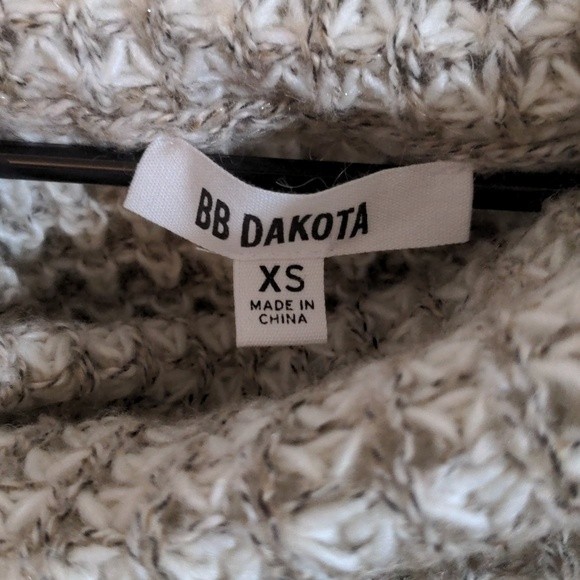 BB DAKOTA
XS
MADE IN
CHINA